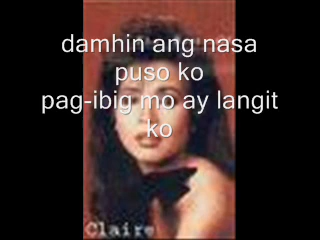 damhin ang nasa
puso ko
pag-ibig mo ay langit
ko
Claire